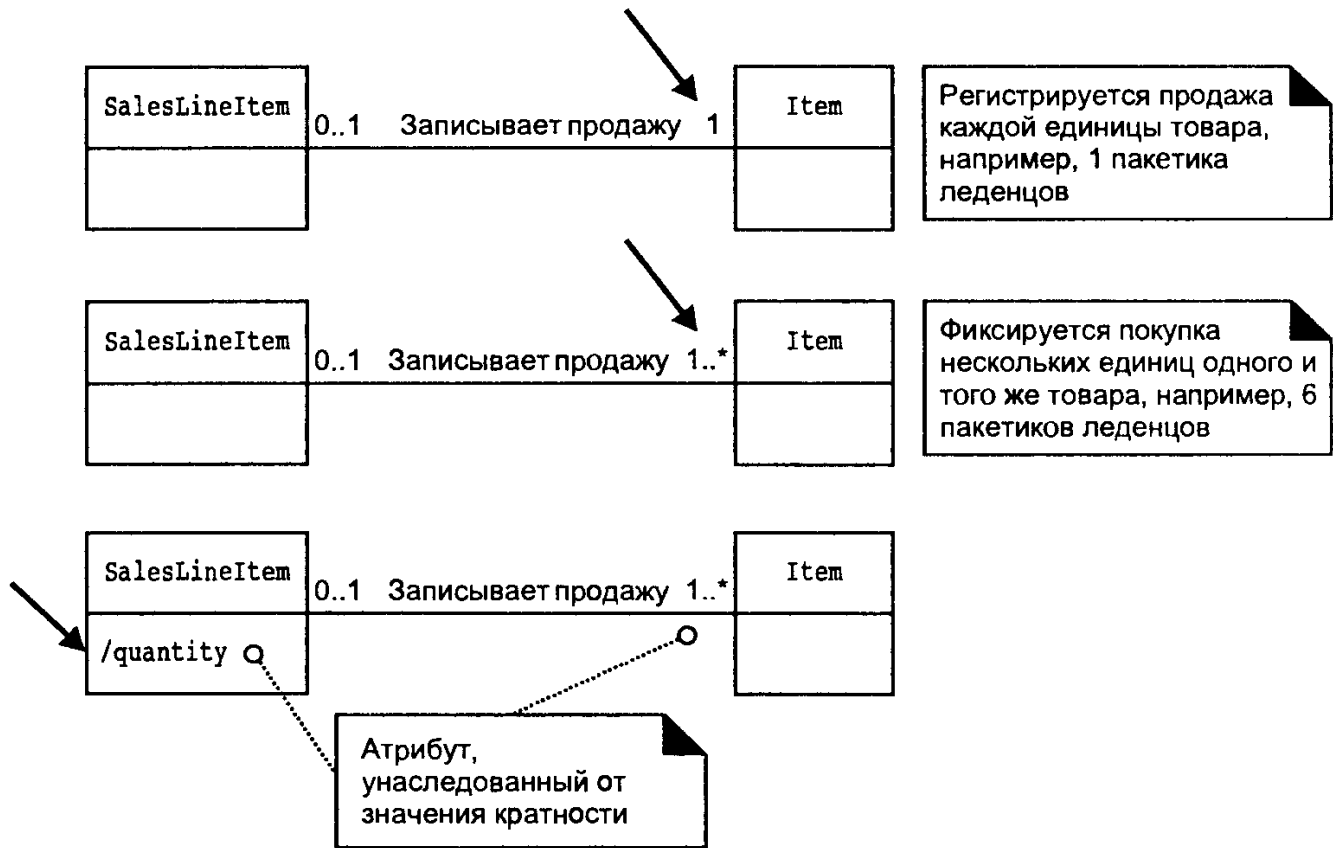 SalesLineItem
0..1 Записывает продажу 1
Item
Регистрируется продажа
каждой единицы товара,
например, 1 пакетика
леденцов
SalesLineItem
0..1 Записывает продажу 1..*
Item
Фиксируется покупка
нескольких единиц одного и
того же товара, например, 6
пакетиков леденцов
SalesLineItem
0..1 Записывает продажу 1..*
Item
/quantity
Атрибут,
унаследованный от
значения кратности